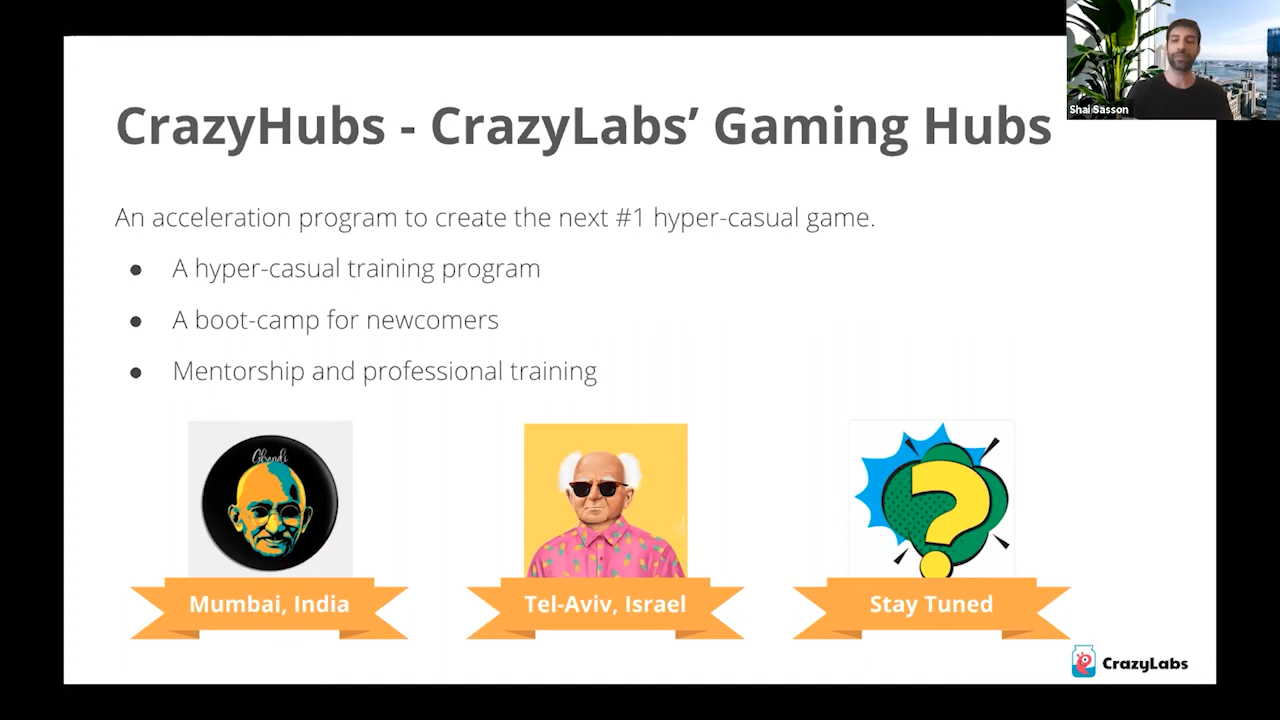 CrazyHubs - CrazyLabs’ Gaming Hubs
Shai Sasson
An acceleration program to create the next #1 hyper-casual game.
● A hyper-casual training program
● A boot-camp for newcomers
● Mentorship and professional training
Ghandi
Mumbai, India
Tel-Aviv, Israel
Stay Tuned
CrazyLabs